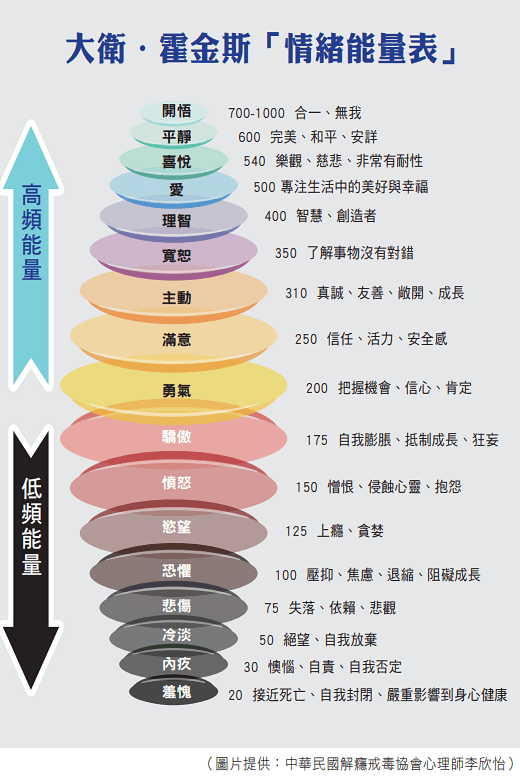 大衛·霍金斯「情緒能量表」
高頻能量
開悟 700-1000 合一、無我
平靜 600 完美、和平、安詳
喜悅 540 樂觀、慈悲、非常有耐性
愛 500 專注生活中的美好與幸福
理智 400 智慧、創造者
寬恕 350 了解事物沒有對錯
主動 310 真誠、友善、敞開、成長
滿意 250 信任、活力、安全感
勇氣 200 把握機會、信心、肯定
低頻能量
驕傲 175 自我膨脹、抵制成長、狂妄
憤怒 150 憎恨、侵蝕心靈、抱怨
慾望 125 上癮、貪婪
恐懼 100 壓抑、焦慮、退縮、阻礙成長
悲傷 75 失落、依賴、悲觀
冷淡 50 絕望、自我放棄
內疚 30 懊惱、自責、自我否定
羞愧 20 接近死亡、自我封閉、嚴重影響到身心健康
（圖片提供：中華民國解癮戒毒協會心理師李欣怡）